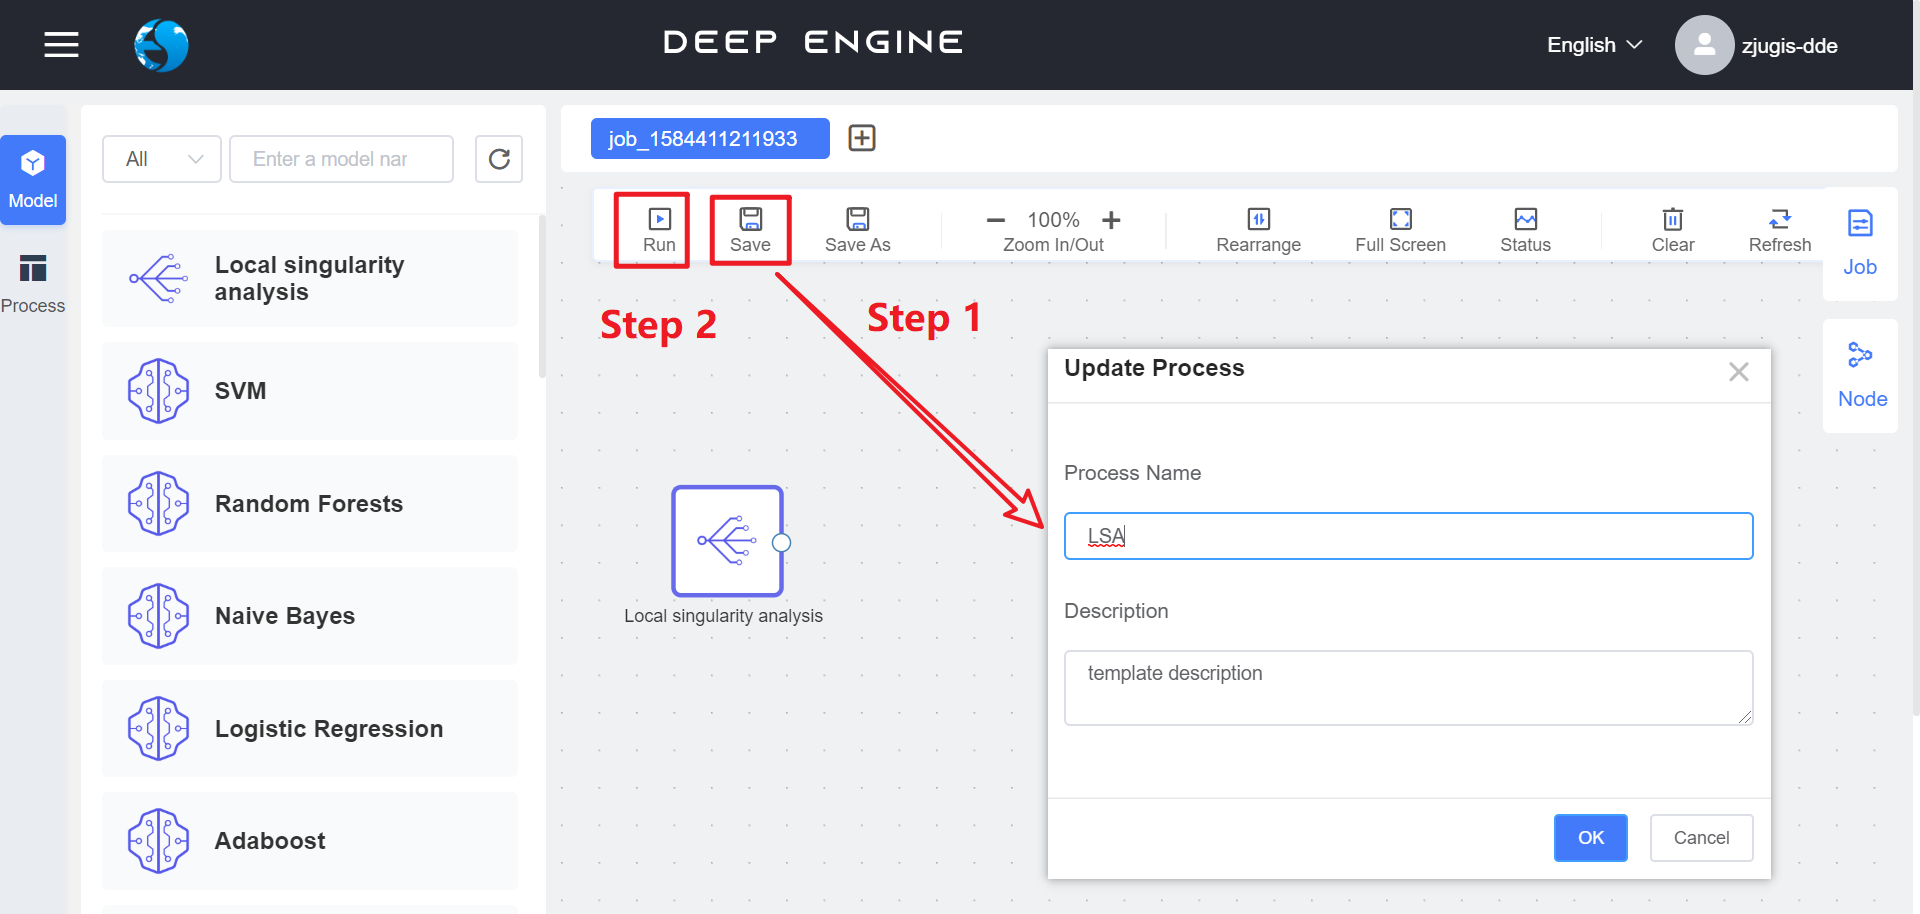 DEEP ENGINE
English
zjugis-dde
Model
Process
All
Enter a model nar
Local singularity
analysis
SVM
Random Forests
Naive Bayes
Logistic Regression
Adaboost
job_1584411211933
Run
Save
Save As
100%
Zoom In/Out
Rearrange
Full Screen
Status
Clear
Refresh
Job
Node
Step 2
Step 1
Local singularity analysis
Update Process
Process Name
LSA
Description
template description
OK
Cancel